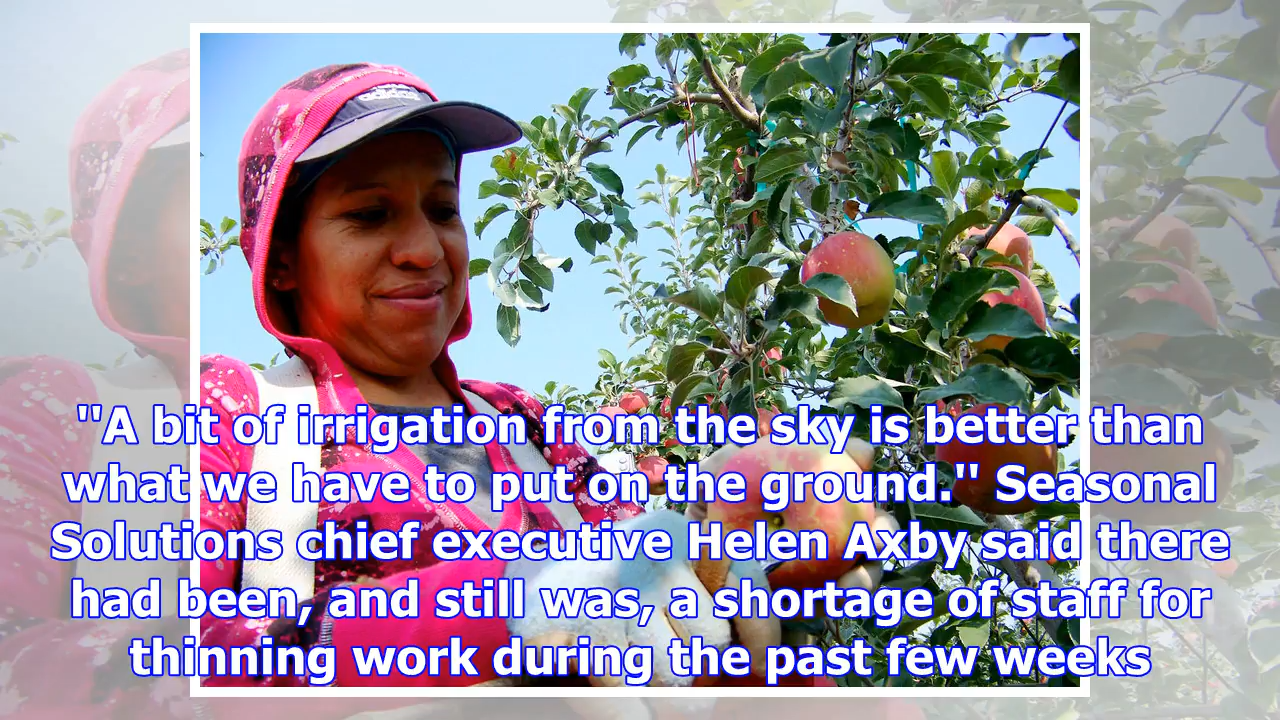 adidas
"A bit of irrigation from the sky is better than
what we have to put on the ground." Seasonal
Solutions chief executive Helen Axby said there
had been, and still was, a shortage of staff for
thinning work during the past few weeks